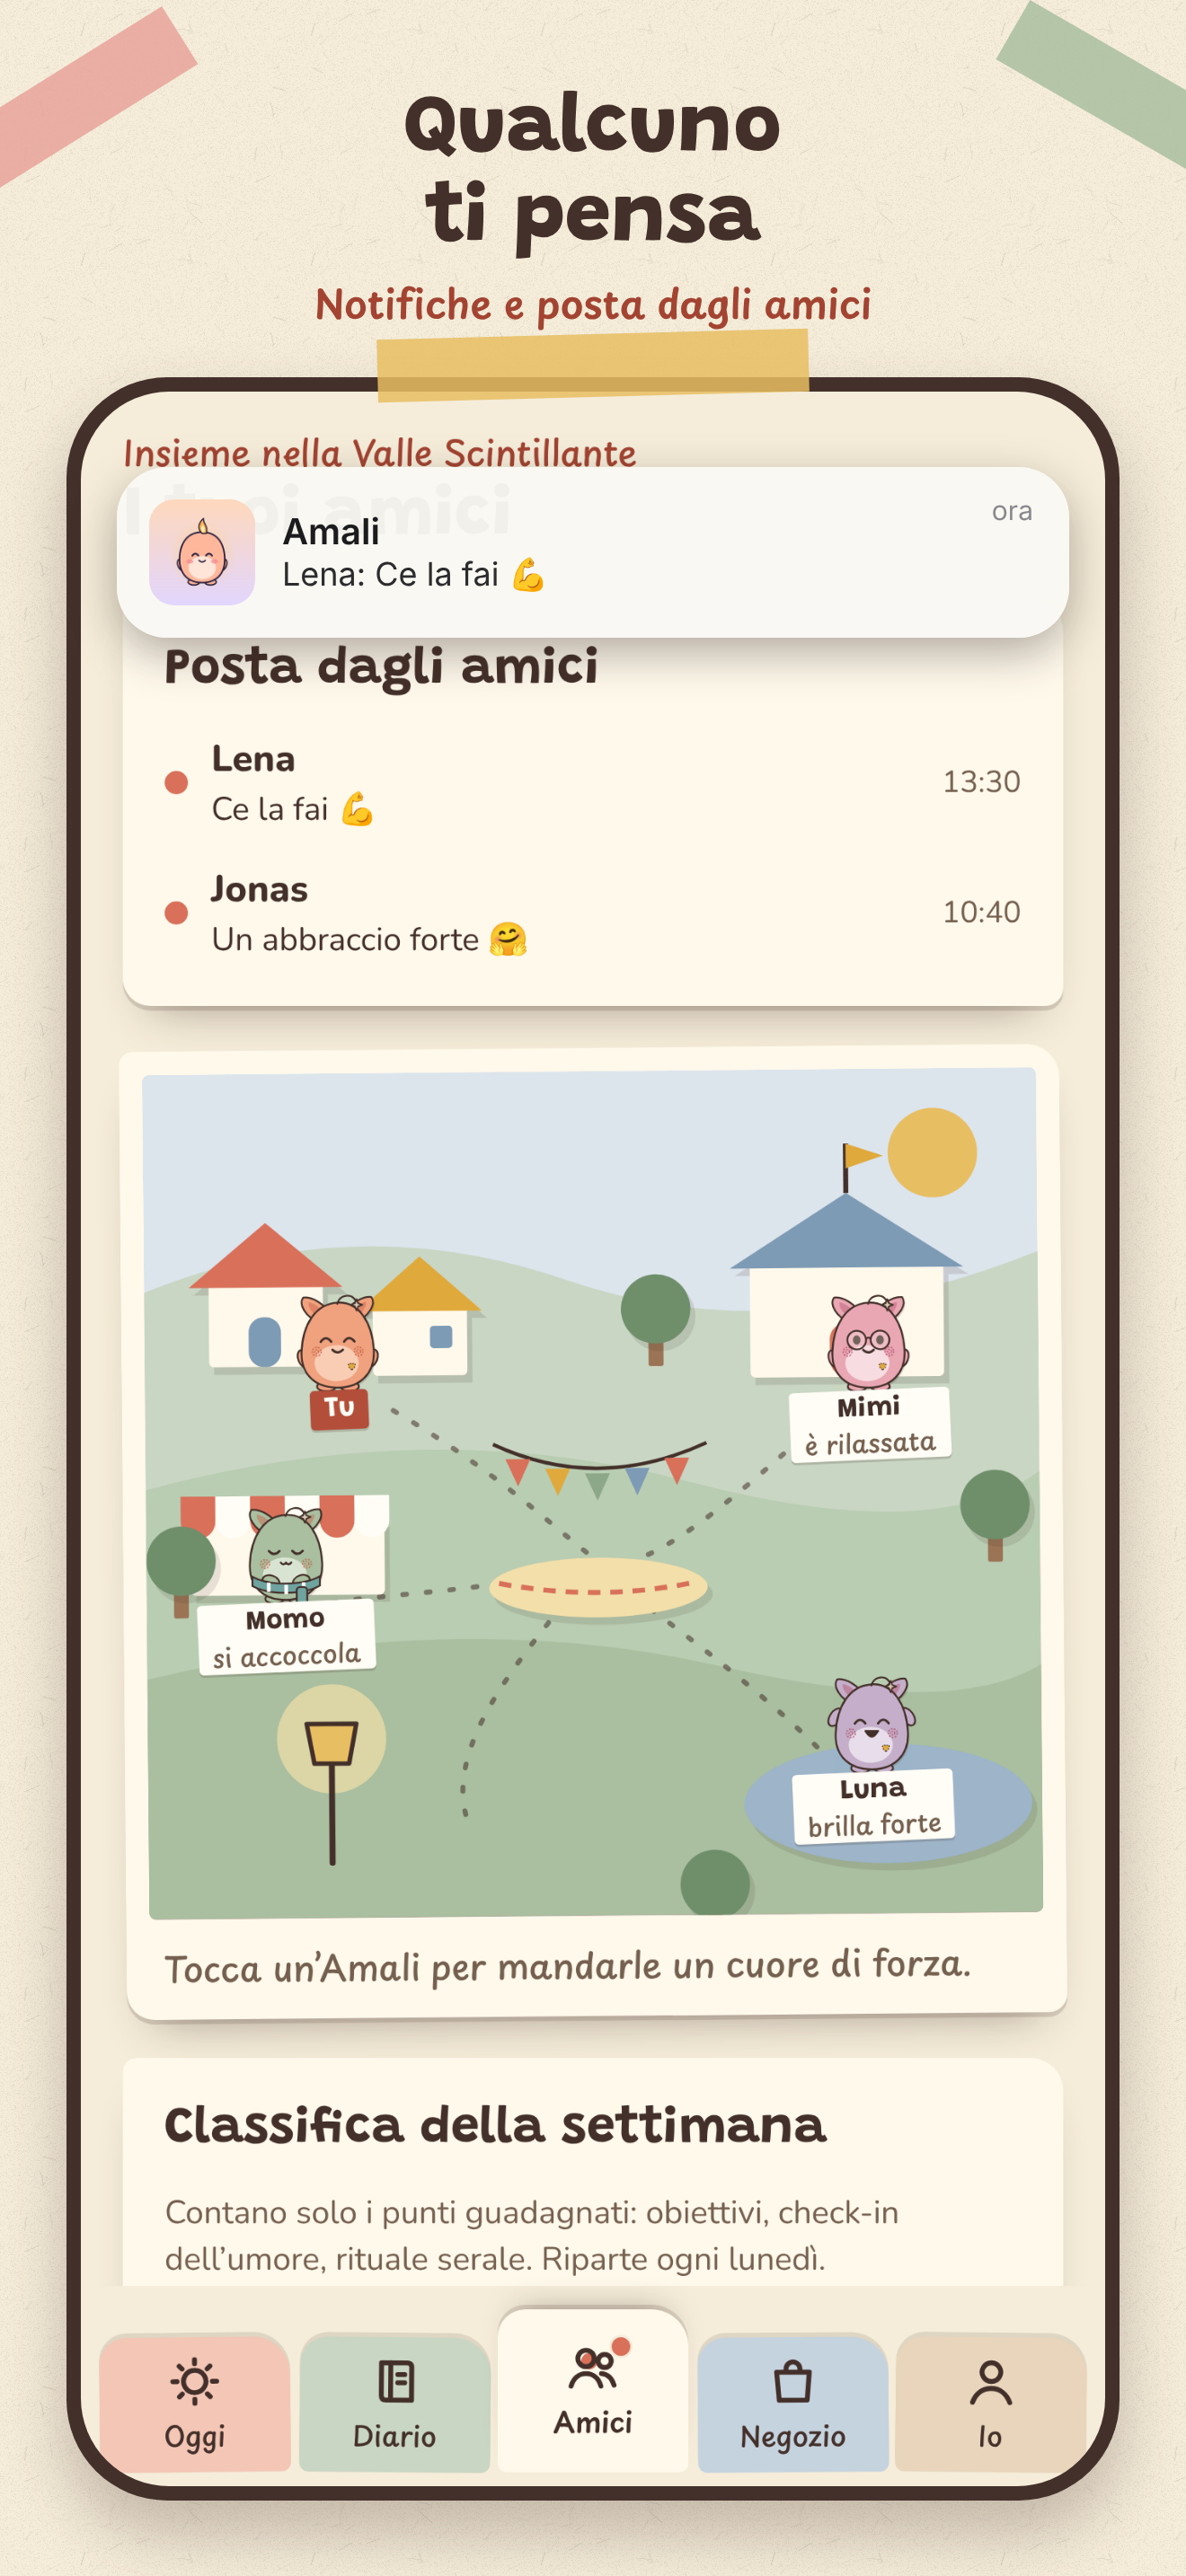 Qualcuno
ti pensa
Notifiche e posta dagli amici
Insieme nella Valle Scintillante
I tuoi amici
Amali
ora
Lena: Ce la fai 💪
Posta dagli amici
Lena
13:30
Ce la fai 💪
Jonas
10:40
Un abbraccio forte 🤗
Tu
Mimi
è rilassata
Momo
si accoccola
Luna
brilla forte
Tocca un’Amali per mandarle un cuore di forza.
Classifica della settimana
Contano solo i punti guadagnati: obiettivi, check-in
dell’umore, rituale serale. Riparte ogni lunedì.
Oggi
Diario
Amici
Negozio
Io